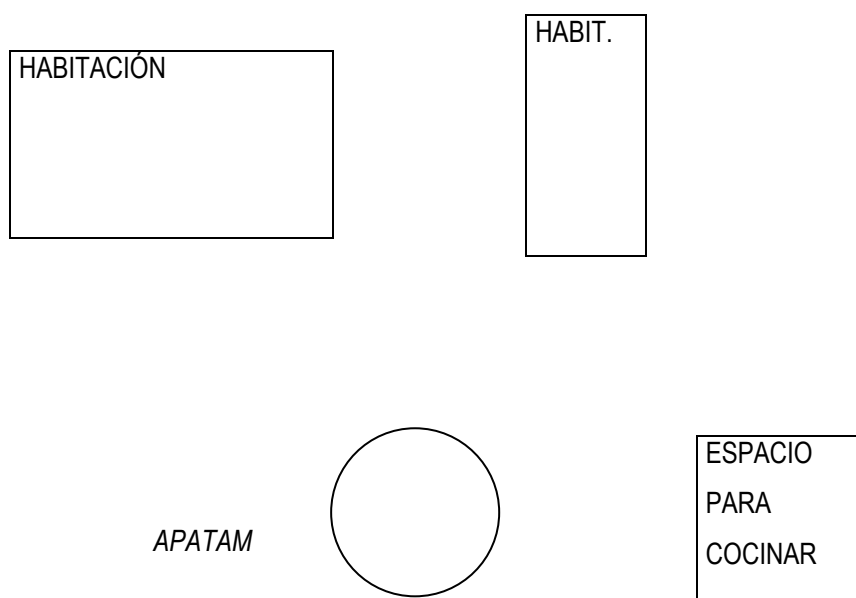 HABIT.
HABITACIÓN
ESPACIO
PARA
COCINAR
APATAM